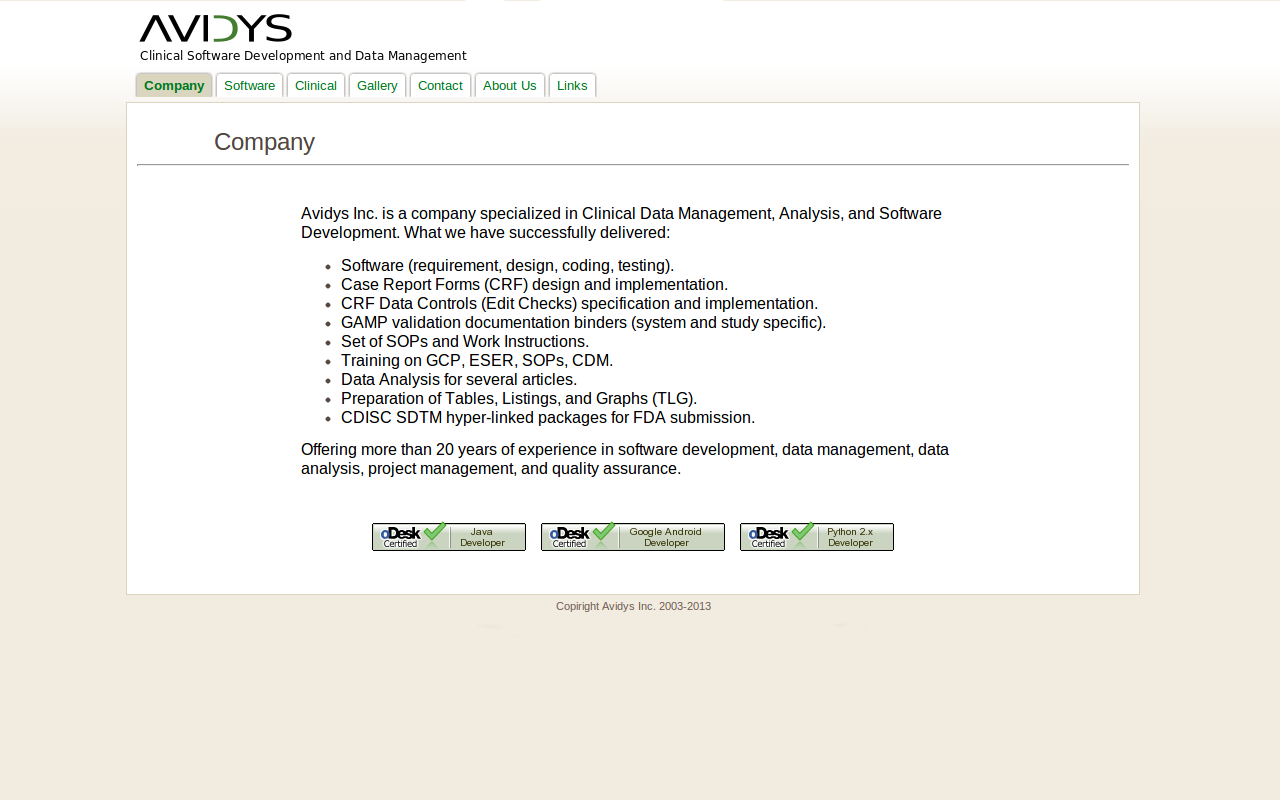 AVIDYS
Clinical Software Development and Data Management
Company Software Clinical Gallery Contact About Us Links
Company
Avidys Inc. is a company specialized in Clinical Data Management, Analysis, and Software
Development. What we have successfully delivered:
Software (requirement, design, coding, testing).
Case Report Forms (CRF) design and implementation.
CRF Data Controls (Edit Checks) specification and implementation.
GAMP validation documentation binders (system and study specific).
Set of SOPs and Work Instructions.
Training on GCP, ESER, SOPs, CDM.
Data Analysis for several articles.
Preparation of Tables, Listings, and Graphs (TLG).
CDISC SDTM hyper-linked packages for FDA submission.
Offering more than 20 years of experience in software development, data management, data
analysis, project management, and quality assurance.
oDesk Certified Java Developer
oDesk Certified Google Android Developer
oDesk Certified Python 2.x Developer
Copiright Avidys Inc. 2003-2013